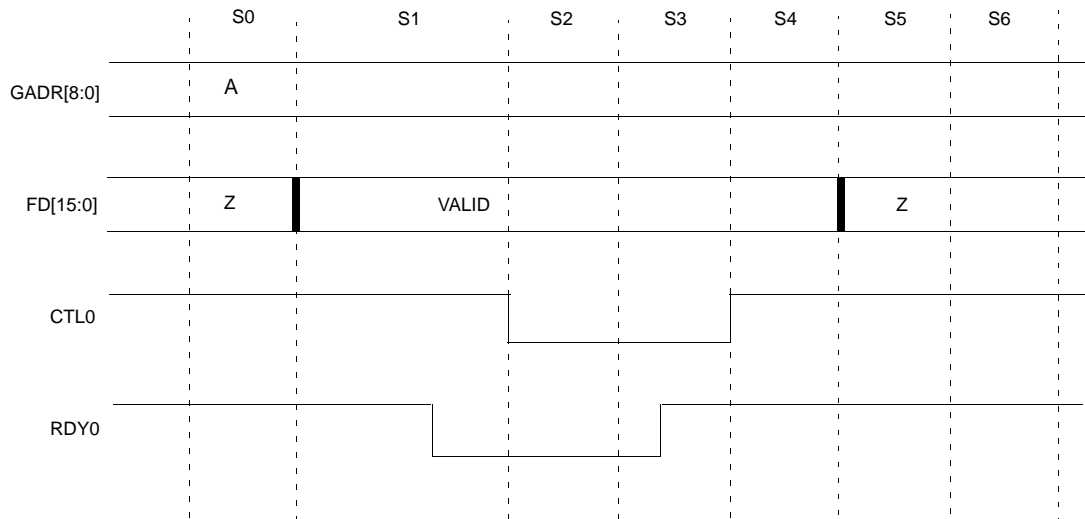 S0 S1 S2 S3 S4 S5 S6
GADR[8:0] A
FD[15:0] Z VALID Z
CTL0
RDY0